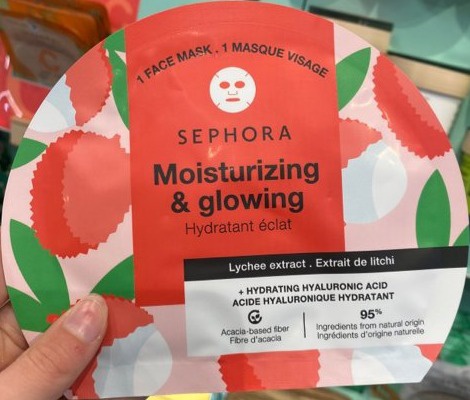 1 FACE MASK . 1 MASQUE VISAGE
SEPHORA
Moisturizing
& glowing
Hydratant éclat
Lychee extract . Extrait de litchi
+ HYDRATING HYALURONIC ACID
ACIDE HYALURONIQUE HYDRATANT
Acacia-based fiber
Fibre d'acacia
95%
Ingredients from natural origin
Ingrédients d'origine naturelle